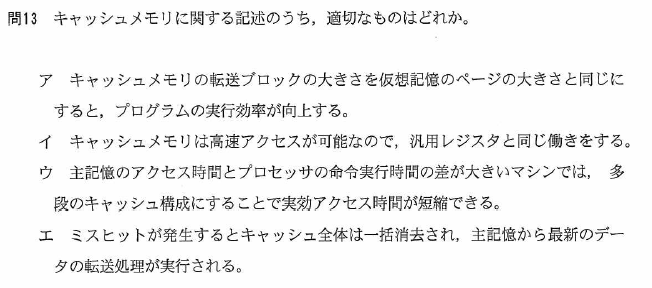 問13 キャッシュメモリに関する記述のうち，適切なものはどれか。
ア キャッシュメモリの転送ブロックの大きさを仮想記憶のページの大きさと同じに
すると，プログラムの実行効率が向上する。
イ キャッシュメモリは高速アクセスが可能なので，汎用レジスタと同じ働きをする。
ウ 主記憶のアクセス時間とプロセッサの命令実行時間の差が大きいマシンでは， 多
段のキャッシュ構成にすることで実効アクセス時間が短縮できる。
エ ミスヒットが発生するとキャッシュ全体は一括消去され，主記憶から最新のデー
タの転送処理が実行される。